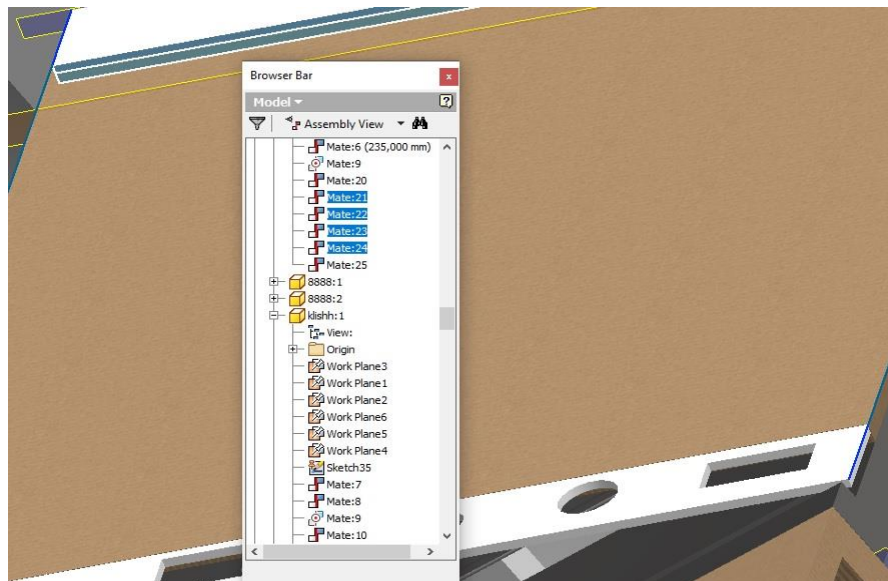 Browser Bar
Model
Assembly View
Mate:6 (235,000 mm)
Mate:9
Mate:20
Mate:21
Mate:22
Mate:23
Mate:24
Mate:25
8888:1
8888:2
klishh:1
View:
Origin
Work Plane3
Work Plane1
Work Plane2
Work Plane6
Work Plane5
Work Plane4
Sketch35
Mate:7
Mate:8
Mate:9
Mate:10